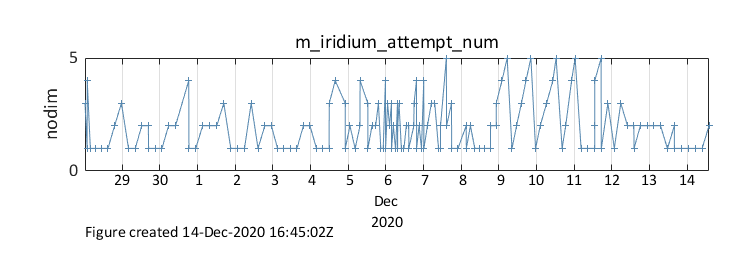 m_iridium_attempt_num
5
nodim
0
29 30 1 2 3 4 5 6 7 8 9 10 11 12 13 14
Dec
2020
Figure created 14-Dec-2020 16:45:02Z